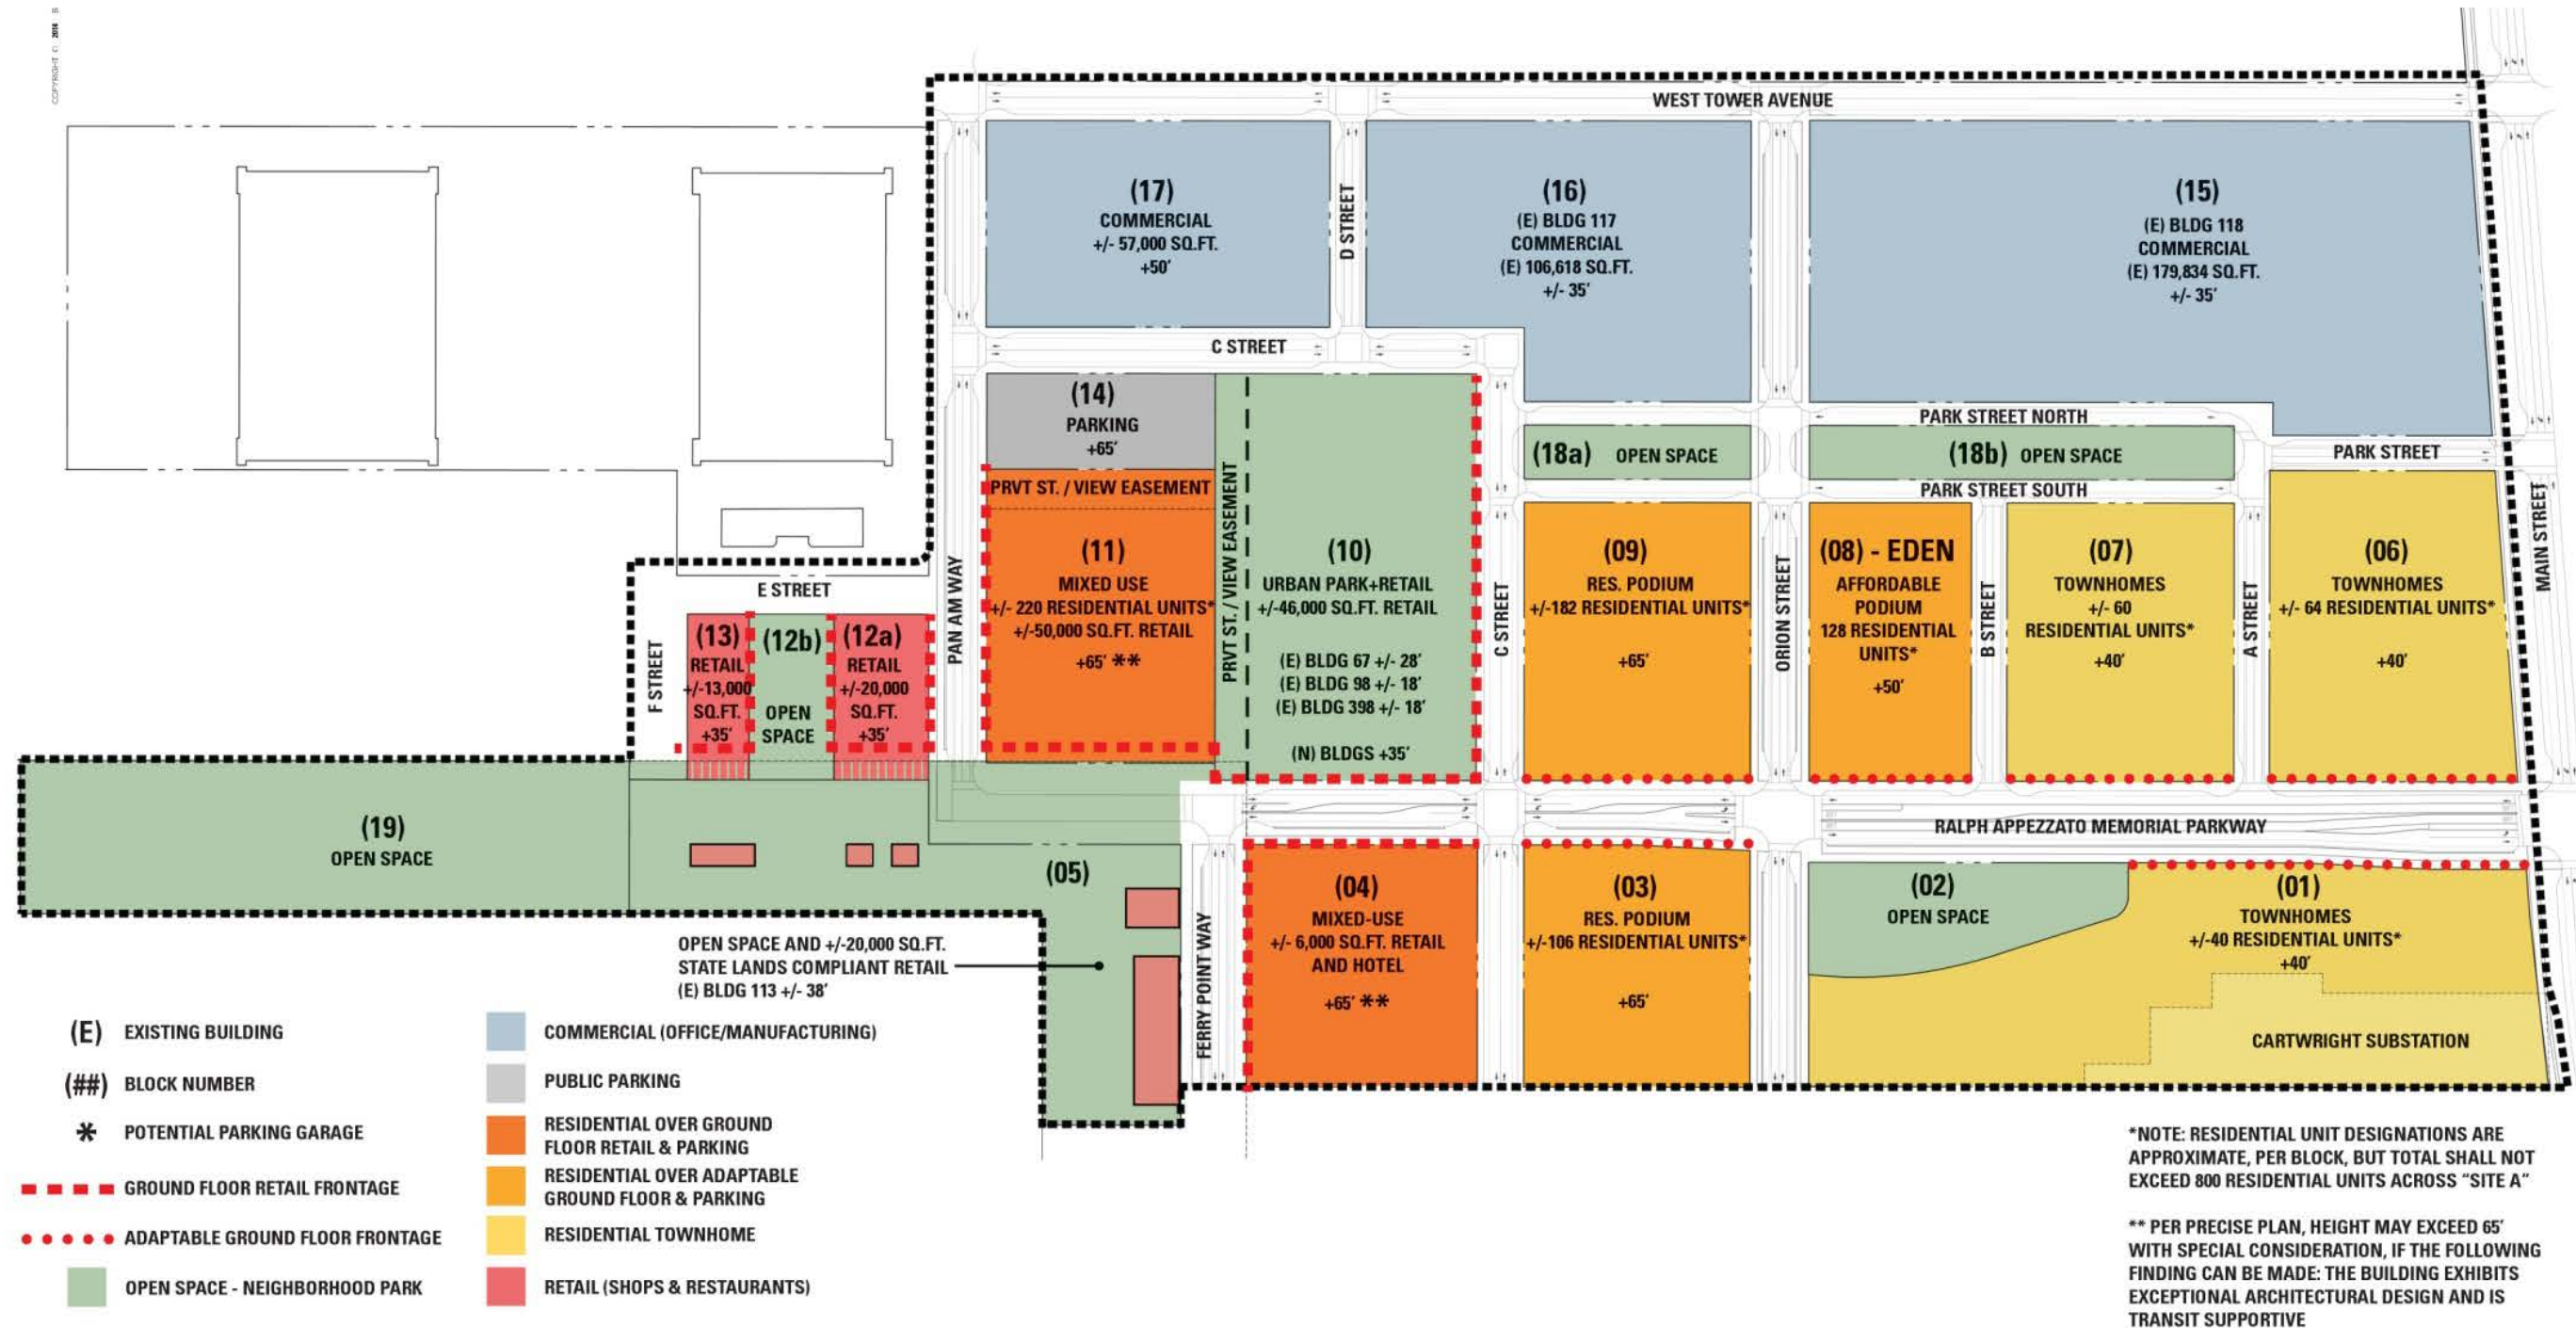 COPYRIGHT © 2014 B
WEST TOWER AVENUE
(17)
COMMERCIAL
+/- 57,000 SQ.FT.
+50'
D STREET
(16)
(E) BLDG 117
COMMERCIAL
(E) 106,618 SQ.FT.
+/- 35'
(15)
(E) BLDG 118
COMMERCIAL
(E) 179,834 SQ.FT.
+/- 35'
C STREET
(14)
PARKING
+65'
PRVT ST. / VIEW EASEMENT
(11)
MIXED USE
+/- 220 RESIDENTIAL UNITS*
+/-50,000 SQ.FT. RETAIL
+65' **
PRVT ST. / VIEW EASEMENT
(10)
URBAN PARK+RETAIL
+/-46,000 SQ.FT. RETAIL
(E) BLDG 67 +/- 28'
(E) BLDG 98 +/- 18'
(E) BLDG 398 +/- 18'
(N) BLDGS +35'
PARK STREET NORTH
(18a) OPEN SPACE
(18b) OPEN SPACE
PARK STREET
PARK STREET SOUTH
C STREET
(09)
RES. PODIUM
+/-182 RESIDENTIAL UNITS*
+65'
ORION STREET
(08) - EDEN
AFFORDABLE
PODIUM
128 RESIDENTIAL
UNITS*
+50'
B STREET
(07)
TOWNHOMES
+/- 60
RESIDENTIAL UNITS*
+40'
A STREET
(06)
TOWNHOMES
+/- 64 RESIDENTIAL UNITS*
+40'
MAIN STREET
E STREET
PAN AM WAY
F STREET
(13)
RETAIL
+/-13,000
SQ.FT.
+35'
(12b)
OPEN
SPACE
(12a)
RETAIL
+/-20,000
SQ.FT.
+35'
(19)
OPEN SPACE
(05)
OPEN SPACE AND +/-20,000 SQ.FT.
STATE LANDS COMPLIANT RETAIL
(E) BLDG 113 +/- 38'
FERRY POINT WAY
RALPH APPEZZATO MEMORIAL PARKWAY
(04)
MIXED-USE
+/- 6,000 SQ.FT. RETAIL
AND HOTEL
+65' **
(03)
RES. PODIUM
+/-106 RESIDENTIAL UNITS*
+65'
(02)
OPEN SPACE
(01)
TOWNHOMES
+/-40 RESIDENTIAL UNITS*
+40'
CARTWRIGHT SUBSTATION
(E) EXISTING BUILDING
(##) BLOCK NUMBER
* POTENTIAL PARKING GARAGE
GROUND FLOOR RETAIL FRONTAGE
ADAPTABLE GROUND FLOOR FRONTAGE
OPEN SPACE - NEIGHBORHOOD PARK
COMMERCIAL (OFFICE/MANUFACTURING)
PUBLIC PARKING
RESIDENTIAL OVER GROUND
FLOOR RETAIL & PARKING
RESIDENTIAL OVER ADAPTABLE
GROUND FLOOR & PARKING
RESIDENTIAL TOWNHOME
RETAIL (SHOPS & RESTAURANTS)
*NOTE: RESIDENTIAL UNIT DESIGNATIONS ARE
APPROXIMATE, PER BLOCK, BUT TOTAL SHALL NOT
EXCEED 800 RESIDENTIAL UNITS ACROSS "SITE A"
** PER PRECISE PLAN, HEIGHT MAY EXCEED 65'
WITH SPECIAL CONSIDERATION, IF THE FOLLOWING
FINDING CAN BE MADE: THE BUILDING EXHIBITS
EXCEPTIONAL ARCHITECTURAL DESIGN AND IS
TRANSIT SUPPORTIVE